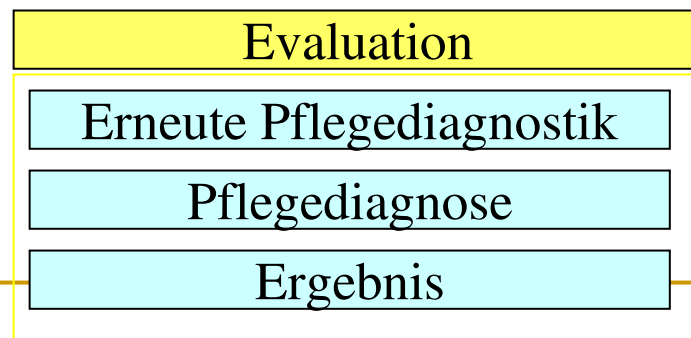 Evaluation
Erneute Pflegediagnostik
Pflegediagnose
Ergebnis